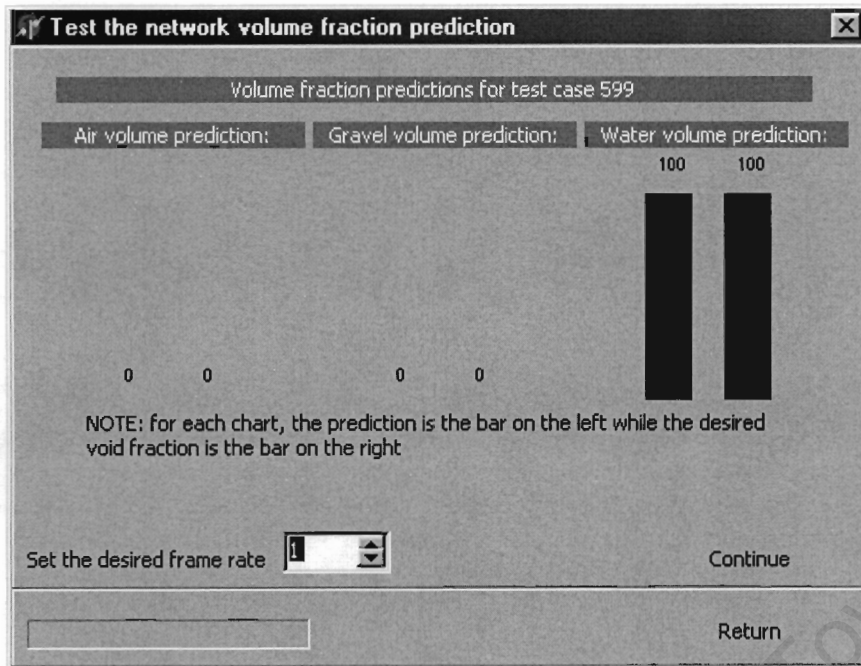 Test the network volume fraction prediction
Volume fraction predictions for test case 599
Air volume prediction: Gravel volume prediction: Water volume prediction:
100 100
0 0 0 0
NOTE: for each chart, the prediction is the bar on the left while the desired
void fraction is the bar on the right
Set the desired frame rate 1 Continue
Return